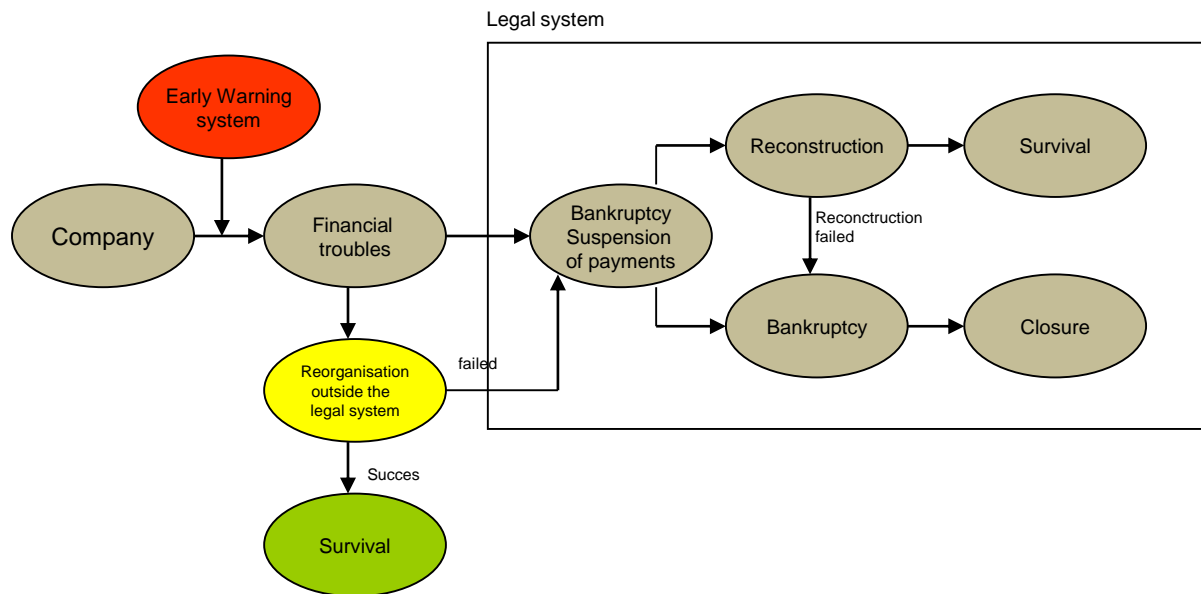 Legal system
Early Warning
system
Reconstruction
Survival
Company
Financial
troubles
Bankruptcy
Suspension
of payments
Reconctruction
failed
Bankruptcy
Closure
Reorganisation
outside the
legal system
failed
Succes
Survival